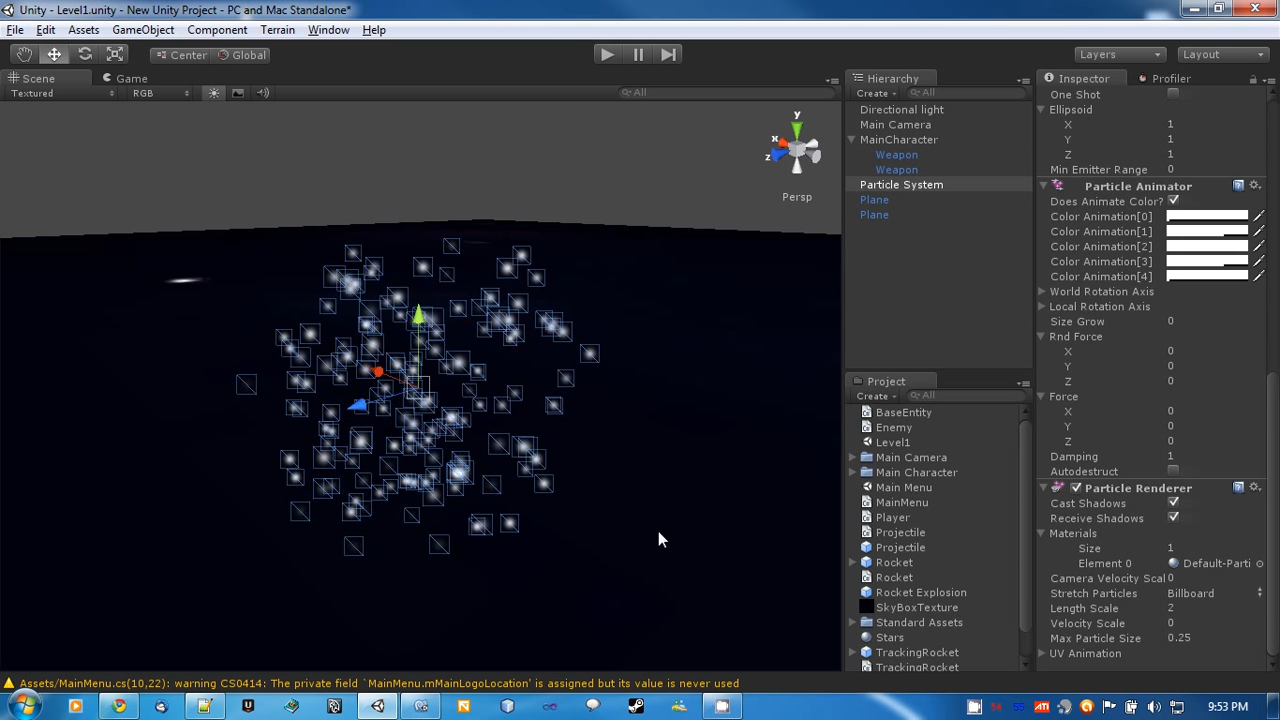 Unity - Level1.unity - New Unity Project - PC and Mac Standalone*
File Edit Assets GameObject Component Terrain Window Help
Center Global Layers Layout
Scene Game
Textured RGB All
y
x
z
Persp
Hierarchy
Create All
Directional light
Main Camera
MainCharacter
Weapon
Weapon
Particle System
Plane
Plane
Project
Create All
BaseEntity
Enemy
Level1
Main Camera
Main Character
Main Menu
MainMenu
Player
Projectile
Projectile
Rocket
Rocket
Rocket Explosion
SkyBoxTexture
Standard Assets
Stars
TrackingRocket
TrackingRocket
Inspector Profiler
One Shot
Ellipsoid
X 1
Y 1
Z 1
Min Emitter Range 0
Particle Animator
Does Animate Color?
Color Animation[0]
Color Animation[1]
Color Animation[2]
Color Animation[3]
Color Animation[4]
World Rotation Axis
Local Rotation Axis
Size Grow 0
Rnd Force
X 0
Y 0
Z 0
Force
X 0
Y 0
Z 0
Damping 1
Autodestruct
Particle Renderer
Cast Shadows
Receive Shadows
Materials
Size 1
Element 0 Default-Parti
Camera Velocity Scal 0
Stretch Particles Billboard
Length Scale 2
Velocity Scale 0
Max Particle Size 0.25
UV Animation
Assets/MainMenu.cs(10,22): warning CS0414: The private field `MainMenu.mMainLogoLocation' is assigned but its value is never used
ATI 9:53 PM